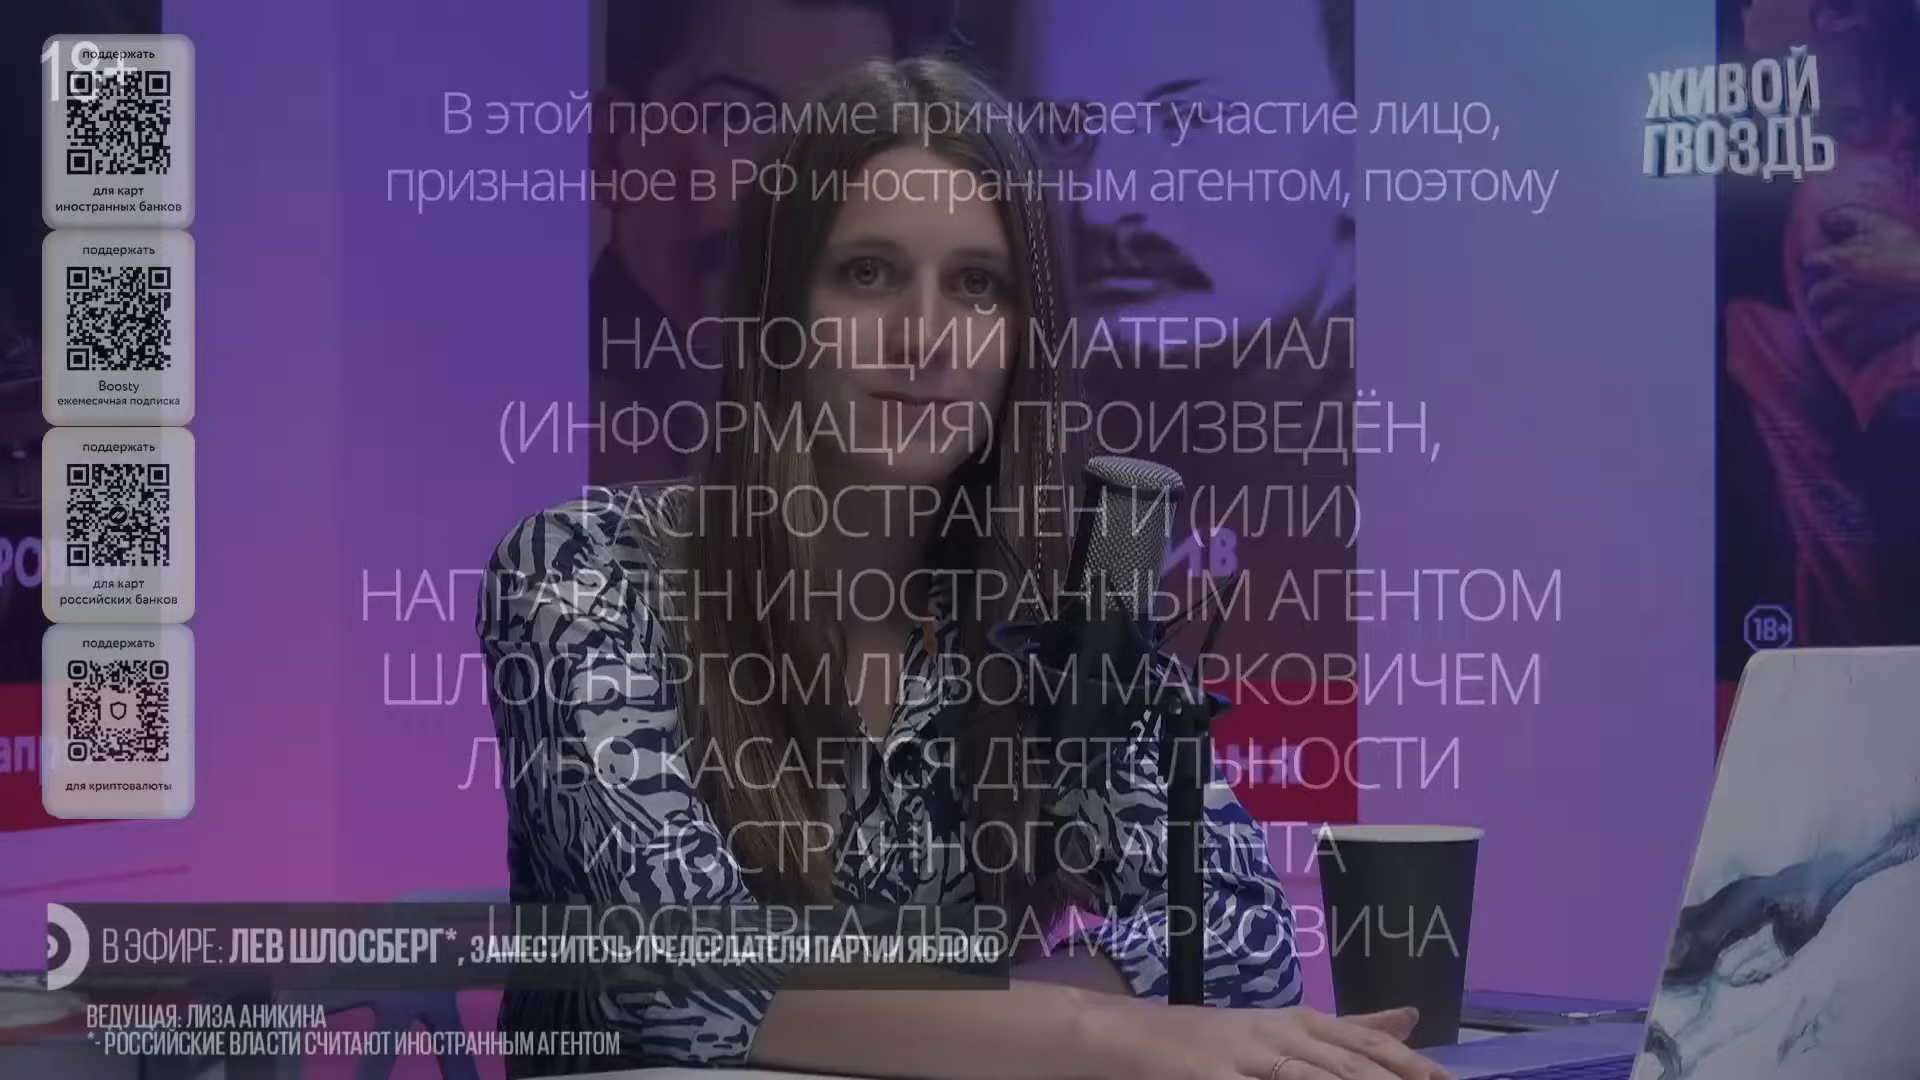 18+
поддержать
для карт
иностранных банков
поддержать
Boosty
ежемесячная подписка
поддержать
для карт
российских банков
поддержать
для криптовалюты
ЖИВОЙ
ГВОЗДЬ
В этой программе принимает участие лицо,
признанное в РФ иностранным агентом, поэтому
НАСТОЯЩИЙ МАТЕРИАЛ
(ИНФОРМАЦИЯ) ПРОИЗВЕДЁН,
РАСПРОСТРАНЕН И (ИЛИ)
НАПРАВЛЕН ИНОСТРАННЫМ АГЕНТОМ
ШЛОСБЕРГОМ ЛЬВОМ МАРКОВИЧЕМ
ЛИБО КАСАЕТСЯ ДЕЯТЕЛЬНОСТИ
ИНОСТРАННОГО АГЕНТА
ШЛОСБЕРГА ЛЬВА МАРКОВИЧА
18+
В ЭФИРЕ: ЛЕВ ШЛОСБЕРГ*, ЗАМЕСТИТЕЛЬ ПРЕДСЕДАТЕЛЯ ПАРТИИ ЯБЛОКО
ВЕДУЩАЯ: ЛИЗА АНИКИНА
*- РОССИЙСКИЕ ВЛАСТИ СЧИТАЮТ ИНОСТРАННЫМ АГЕНТОМ